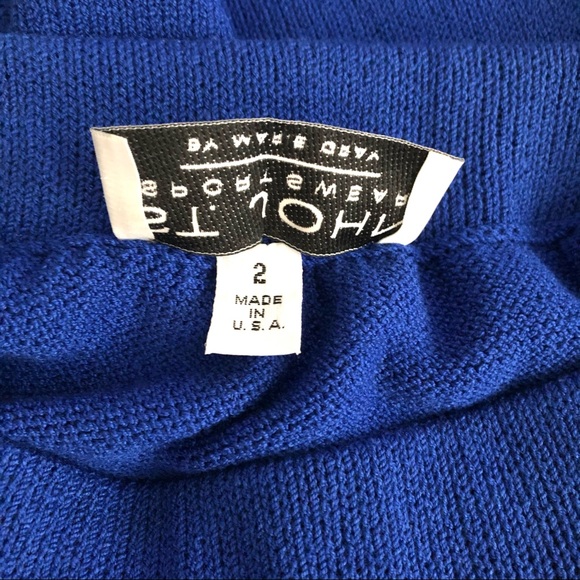 ST. JOHN
SPORTSWEAR
BY MARIE GRAY
2
MADE
IN
U.S.A.